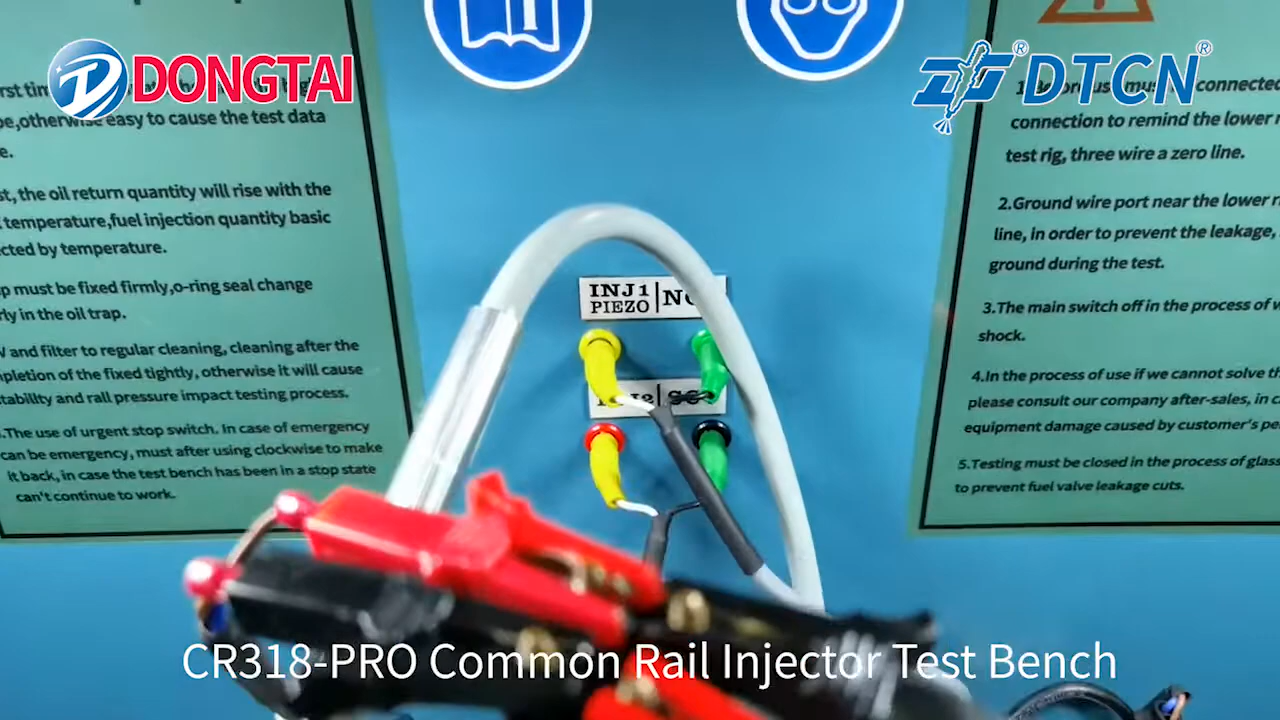 DONGTAI
DTCN
be,otherwise easy to cause the test data
e.
st, the oil return quantity will rise with the
temperature,fuel injection quantity basic
cted by temperature.
p must be fixed firmly,o-ring seal change
rly in the oil trap.
and filter to regular cleaning, cleaning after the
pletion of the fixed tightly, otherwise it will cause
tabillty and rall pressure impact testing process.
.The use of urgent stop switch. In case of emergency
can be emergency, must after using clockwise to make
it back, in case the test bench has been in a stop state
can't continue to work.
INJ1
PIEZO
connected
connection to remind the lower
test rig, three wire a zero line.
2.Ground wire port near the lower
line, in order to prevent the leakage,
ground during the test.
3.The main switch off in the process of
shock.
4.In the process of use if we cannot solve
please consult our company after-sales, in
equipment damage caused by customer's
5.Testing must be closed in the process of glass
to prevent fuel valve leakage cuts.
CR318-PRO Common Rail Injector Test Bench